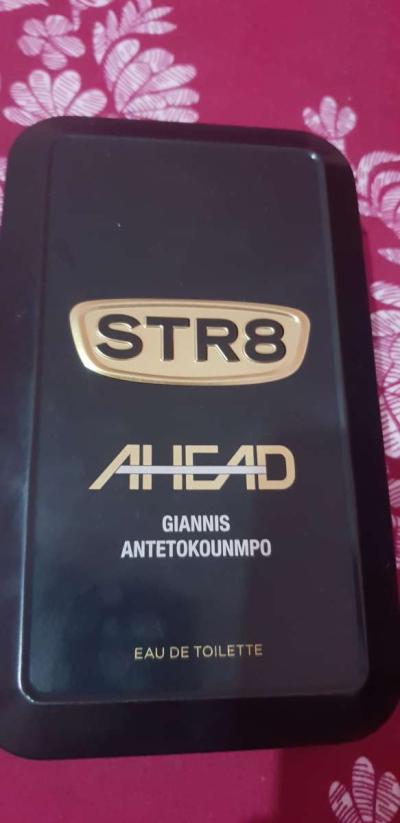 STR8
AHEAD
GIANNIS
ANTETOKOUNMPO
EAU DE TOILETTE